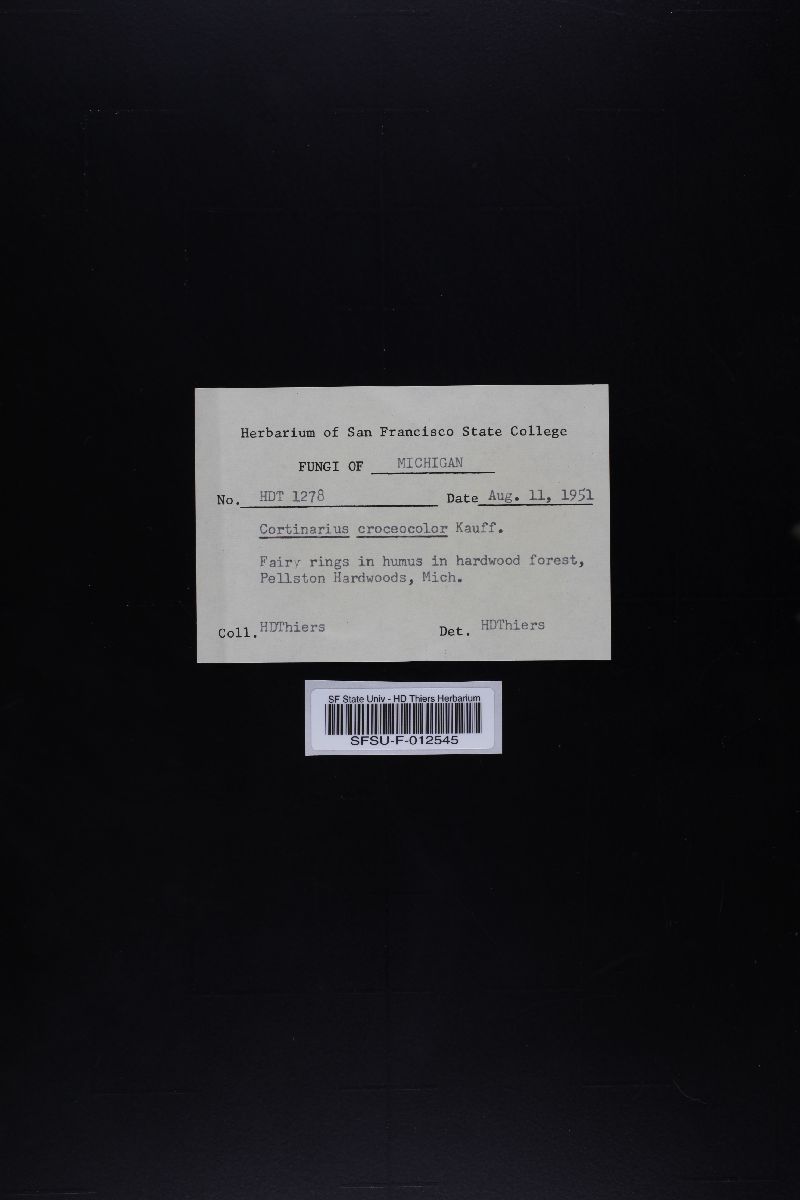 Herbarium of San Francisco State College
FUNGI OF MICHIGAN
No. HDT 1278 Date Aug. 11, 1951
Cortinarius croceocolor Kauff.
Fairy rings in humus in hardwood forest,
Pellston Hardwoods, Mich.
Coll. HDThiers Det. HDThiers
SF State Univ - HD Thiers Herbarium
SFSU-F-012545